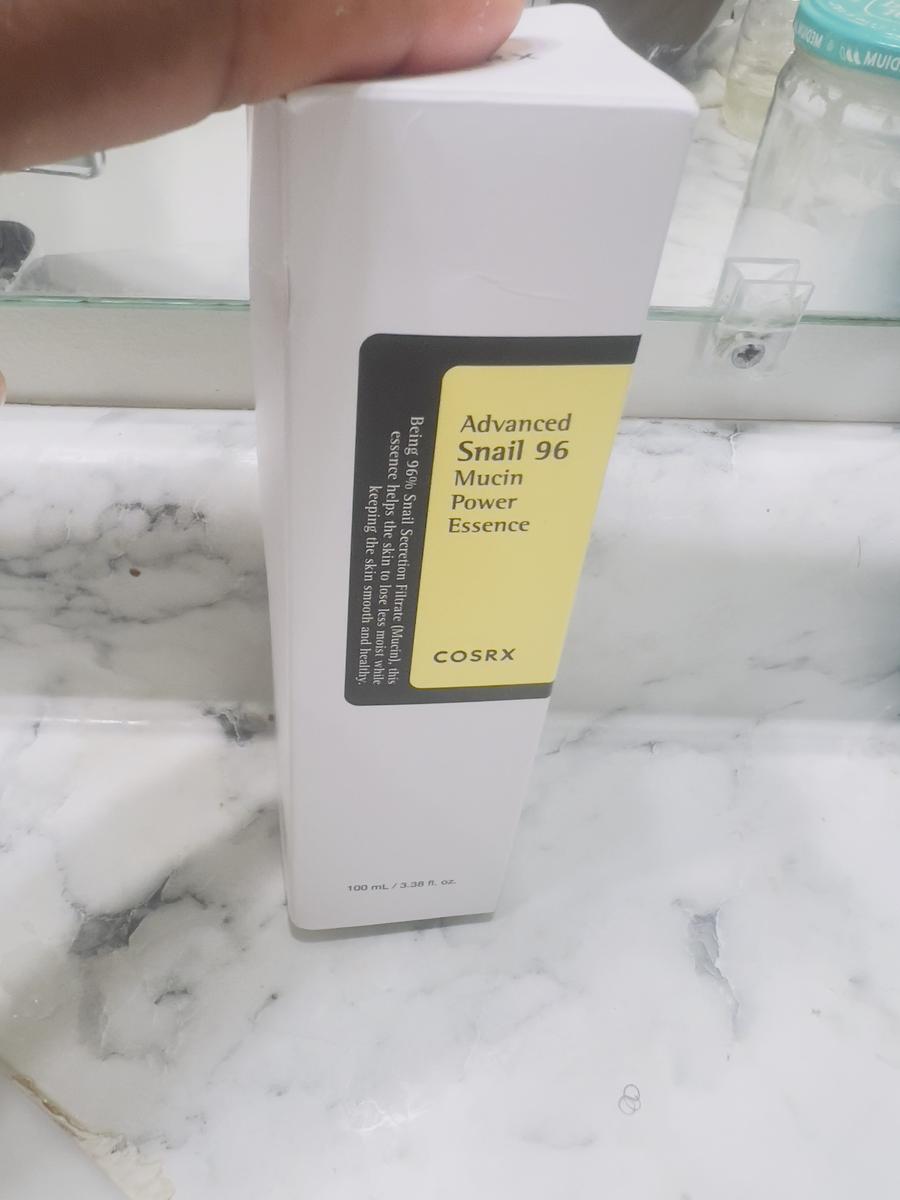 Advanced
Snail 96
Mucin
Power
Essence
COSRX
Being 96% Snail Secretion Filtrate (Mucin), this
essence helps the skin to lose less moist while
keeping the skin smooth and healthy.
100 mL / 3.38 fl. oz.